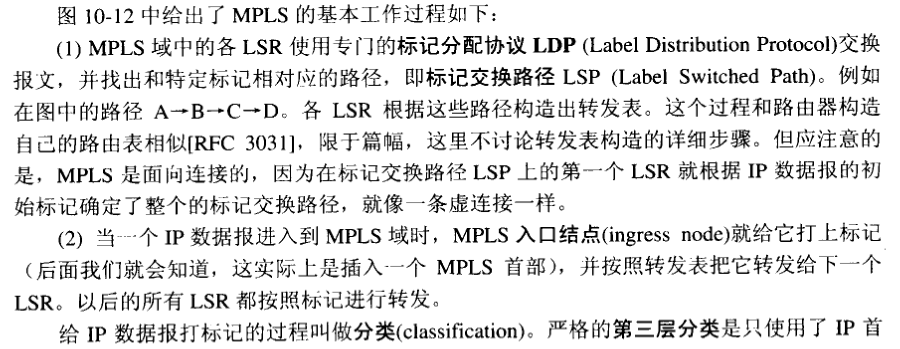 图 10-12 中给出了 MPLS 的基本工作过程如下：
(1) MPLS 域中的各 LSR 使用专门的标记分配协议 LDP (Label Distribution Protocol)交换
报文，并找出和特定标记相对应的路径，即标记交换路径 LSP (Label Switched Path)。例如
在图中的路径 A→B→C→D。各 LSR 根据这些路径构造出转发表。这个过程和路由器构造
自己的路由表相似[RFC 3031]，限于篇幅，这里不讨论转发表构造的详细步骤。但应注意的
是，MPLS 是面向连接的，因为在标记交换路径 LSP 上的第一个 LSR 就根据 IP 数据报的初
始标记确定了整个的标记交换路径，就像一条虚连接一样。
(2) 当一个 IP 数据报进入到 MPLS 域时，MPLS 入口结点(ingress node)就给它打上标记
（后面我们就会知道，这实际上是插入一个 MPLS 首部），并按照转发表把它转发给下一个
LSR。以后的所有 LSR 都按照标记进行转发。
给 IP 数据报打标记的过程叫做分类(classification)。严格的第三层分类是只使用了 IP 首